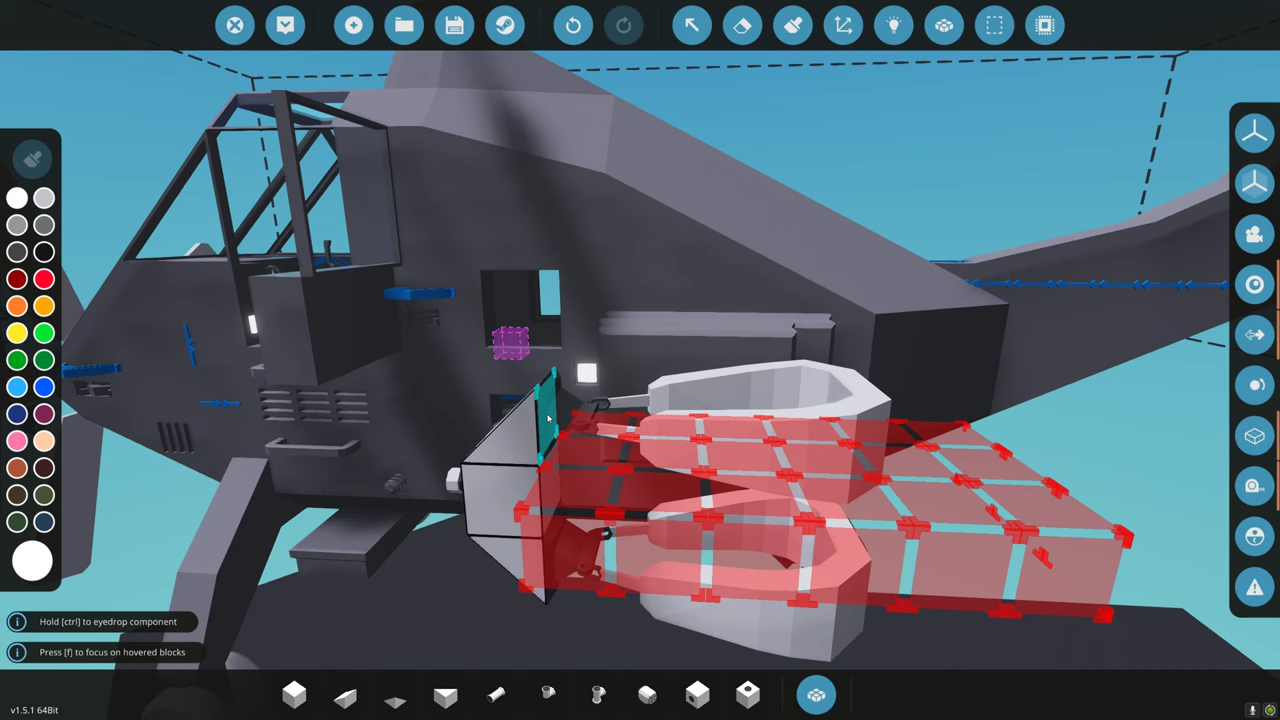 Hold [ctrl] to eyedrop component
Press [f] to focus on hovered blocks
v1.5.1 64Bit